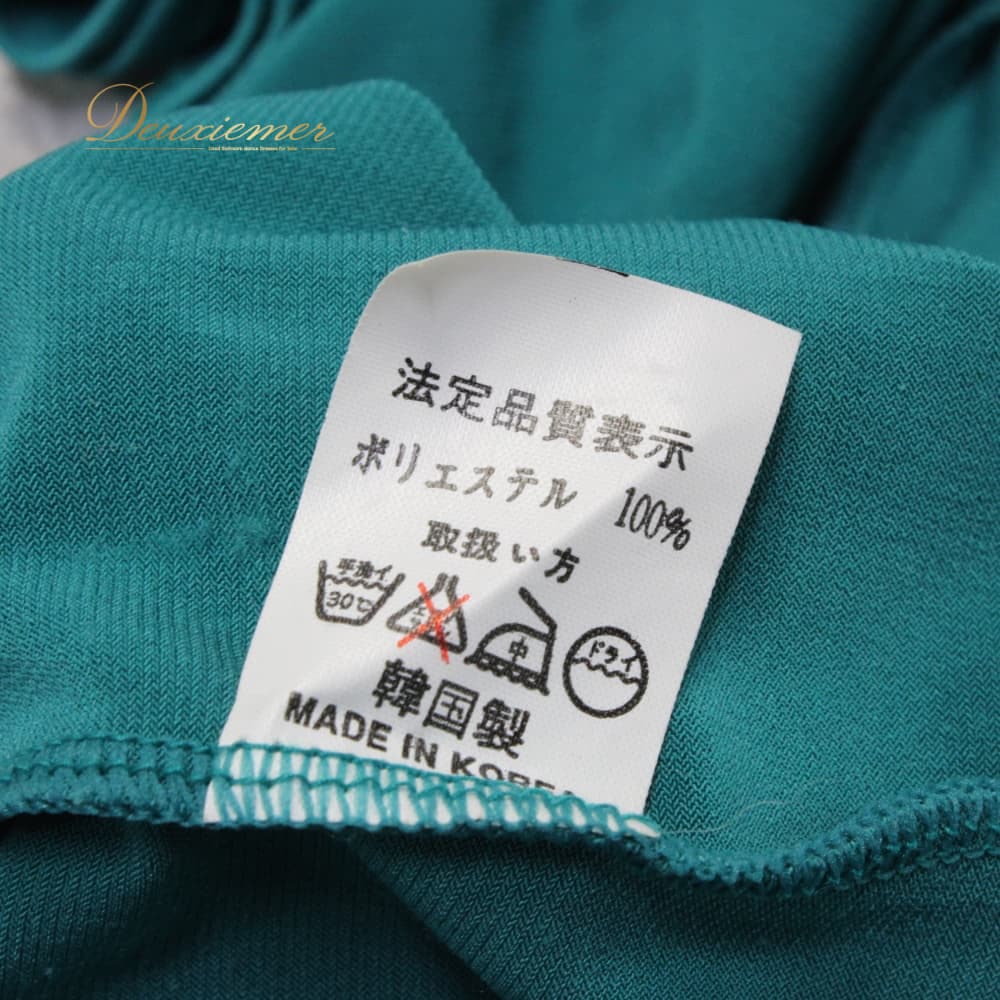 Deuxiemer
法定品質表示
ポリエステル 100%
取扱い方
手洗イ
30℃
中
ドライ
韓国製
MADE IN KOREA